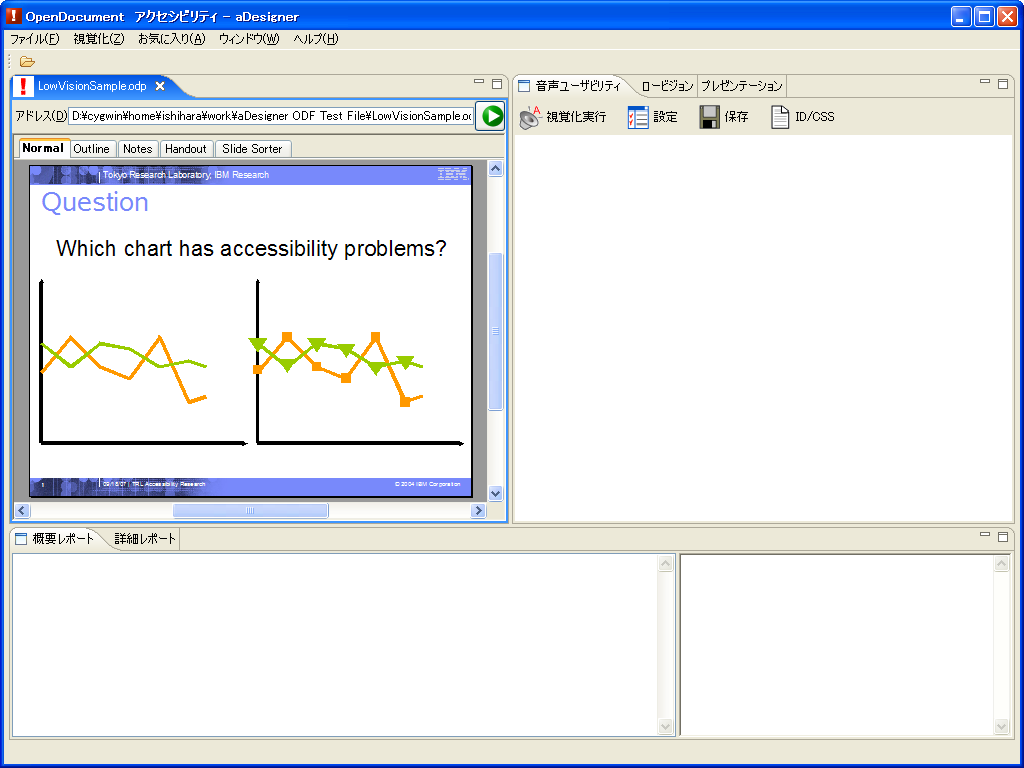 OpenDocument アクセシビリティ - aDesigner
ファイル(F) 視覚化(Z) お気に入り(A) ウィンドウ(W) ヘルプ(H)
LowVisionSample.odp
アドレス(D) D:¥cygwin¥home¥ishihara¥work¥aDesigner ODF Test File¥LowVisionSample.oc
Normal Outline Notes Handout Slide Sorter
Tokyo Research Laboratory, IBM Research
IBM
Question
Which chart has accessibility problems?
1 09/18/07 TRL Accessibility Research © 2004 IBM Corporation
音声ユーザビリティ ロービジョン プレゼンテーション
視覚化実行 設定 保存 ID/CSS
概要レポート 詳細レポート